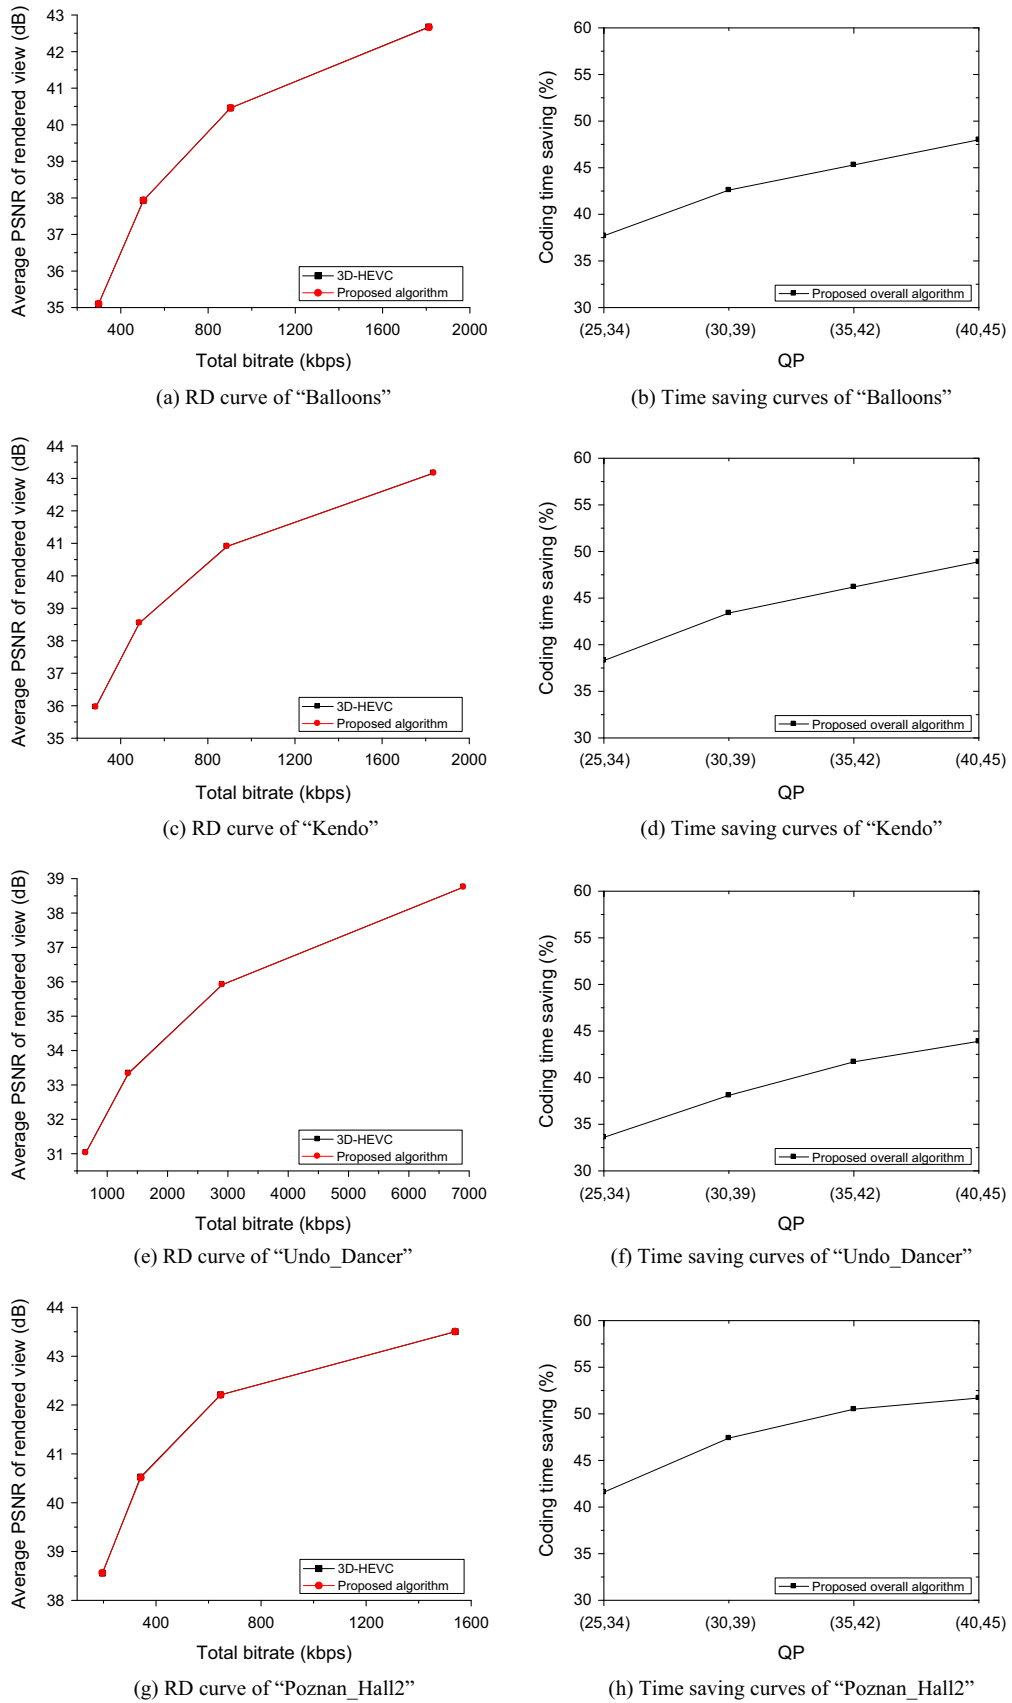 43
42
41
40
39
38
37
36
35
Average PSNR of rendered view (dB)
3D-HEVC
Proposed algorithm
400 800 1200 1600 2000
Total bitrate (kbps)
(a) RD curve of “Balloons”
60
55
50
45
40
35
30
Coding time saving (%)
Proposed overall algorithm
(25,34) (30,39) (35,42) (40,45)
QP
(b) Time saving curves of “Balloons”
44
43
42
41
40
39
38
37
36
35
Average PSNR of rendered view (dB)
3D-HEVC
Proposed algorithm
400 800 1200 1600 2000
Total bitrate (kbps)
(c) RD curve of “Kendo”
60
55
50
45
40
35
30
Coding time saving (%)
Proposed overall algorithm
(25,34) (30,39) (35,42) (40,45)
QP
(d) Time saving curves of “Kendo”
39
38
37
36
35
34
33
32
31
Average PSNR of rendered view (dB)
3D-HEVC
Proposed algorithm
1000 2000 3000 4000 5000 6000 7000
Total bitrate (kbps)
(e) RD curve of “Undo_Dancer”
60
55
50
45
40
35
30
Coding time saving (%)
Proposed overall algorithm
(25,34) (30,39) (35,42) (40,45)
QP
(f) Time saving curves of “Undo_Dancer”
44
43
42
41
40
39
38
Average PSNR of rendered view (dB)
3D-HEVC
Proposed algorithm
400 800 1200 1600
Total bitrate (kbps)
(g) RD curve of “Poznan_Hall2”
60
55
50
45
40
35
30
Coding time saving (%)
Proposed overall algorithm
(25,34) (30,39) (35,42) (40,45)
QP
(h) Time saving curves of “Poznan_Hall2”